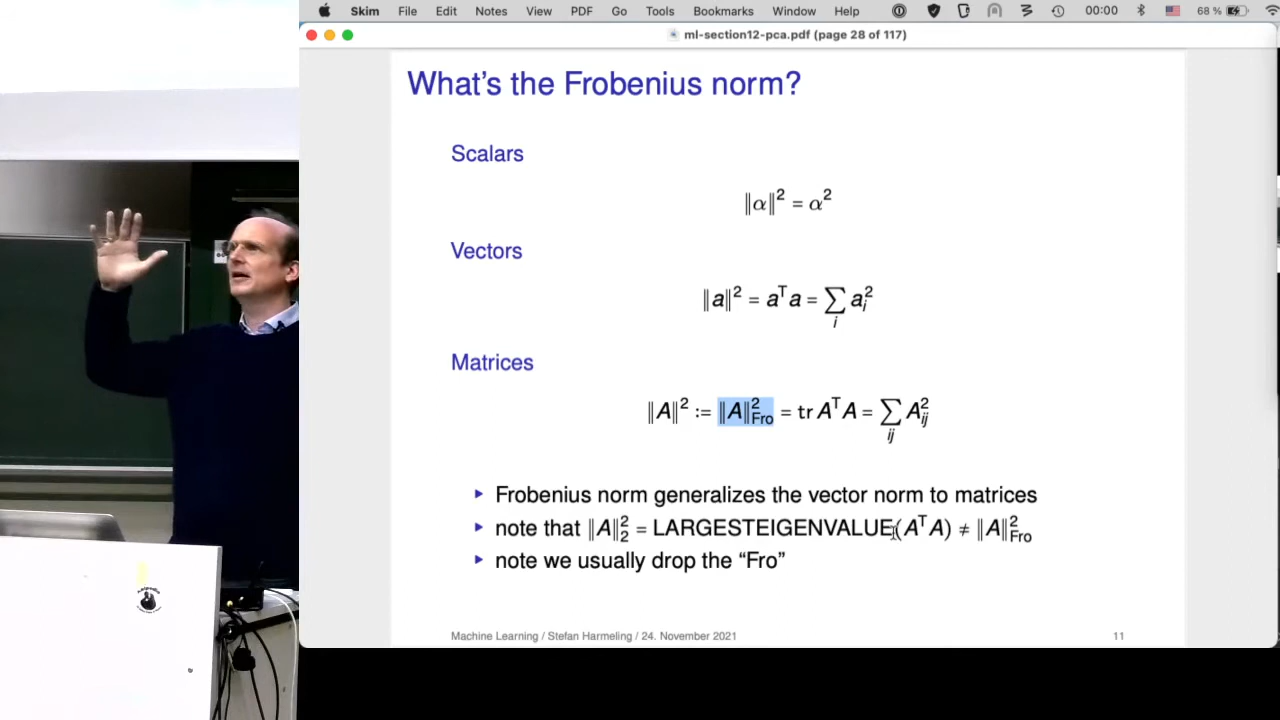 Skim File Edit Notes View PDF Go Tools Bookmarks Window Help 00:00 68 %
ml-section12-pca.pdf (page 28 of 117)
What's the Frobenius norm?
Scalars
‖α‖² = α²
Vectors
‖a‖² = aᵀa = ∑ᵢ aᵢ²
Matrices
‖A‖² := ‖A‖²_Fro = tr AᵀA = ∑ᵢⱼ Aᵢⱼ²
▸ Frobenius norm generalizes the vector norm to matrices
▸ note that ‖A‖₂² = LARGESTEIGENVALUE(AᵀA) ≠ ‖A‖²_Fro
▸ note we usually drop the “Fro”
Machine Learning / Stefan Harmeling / 24. November 2021 11